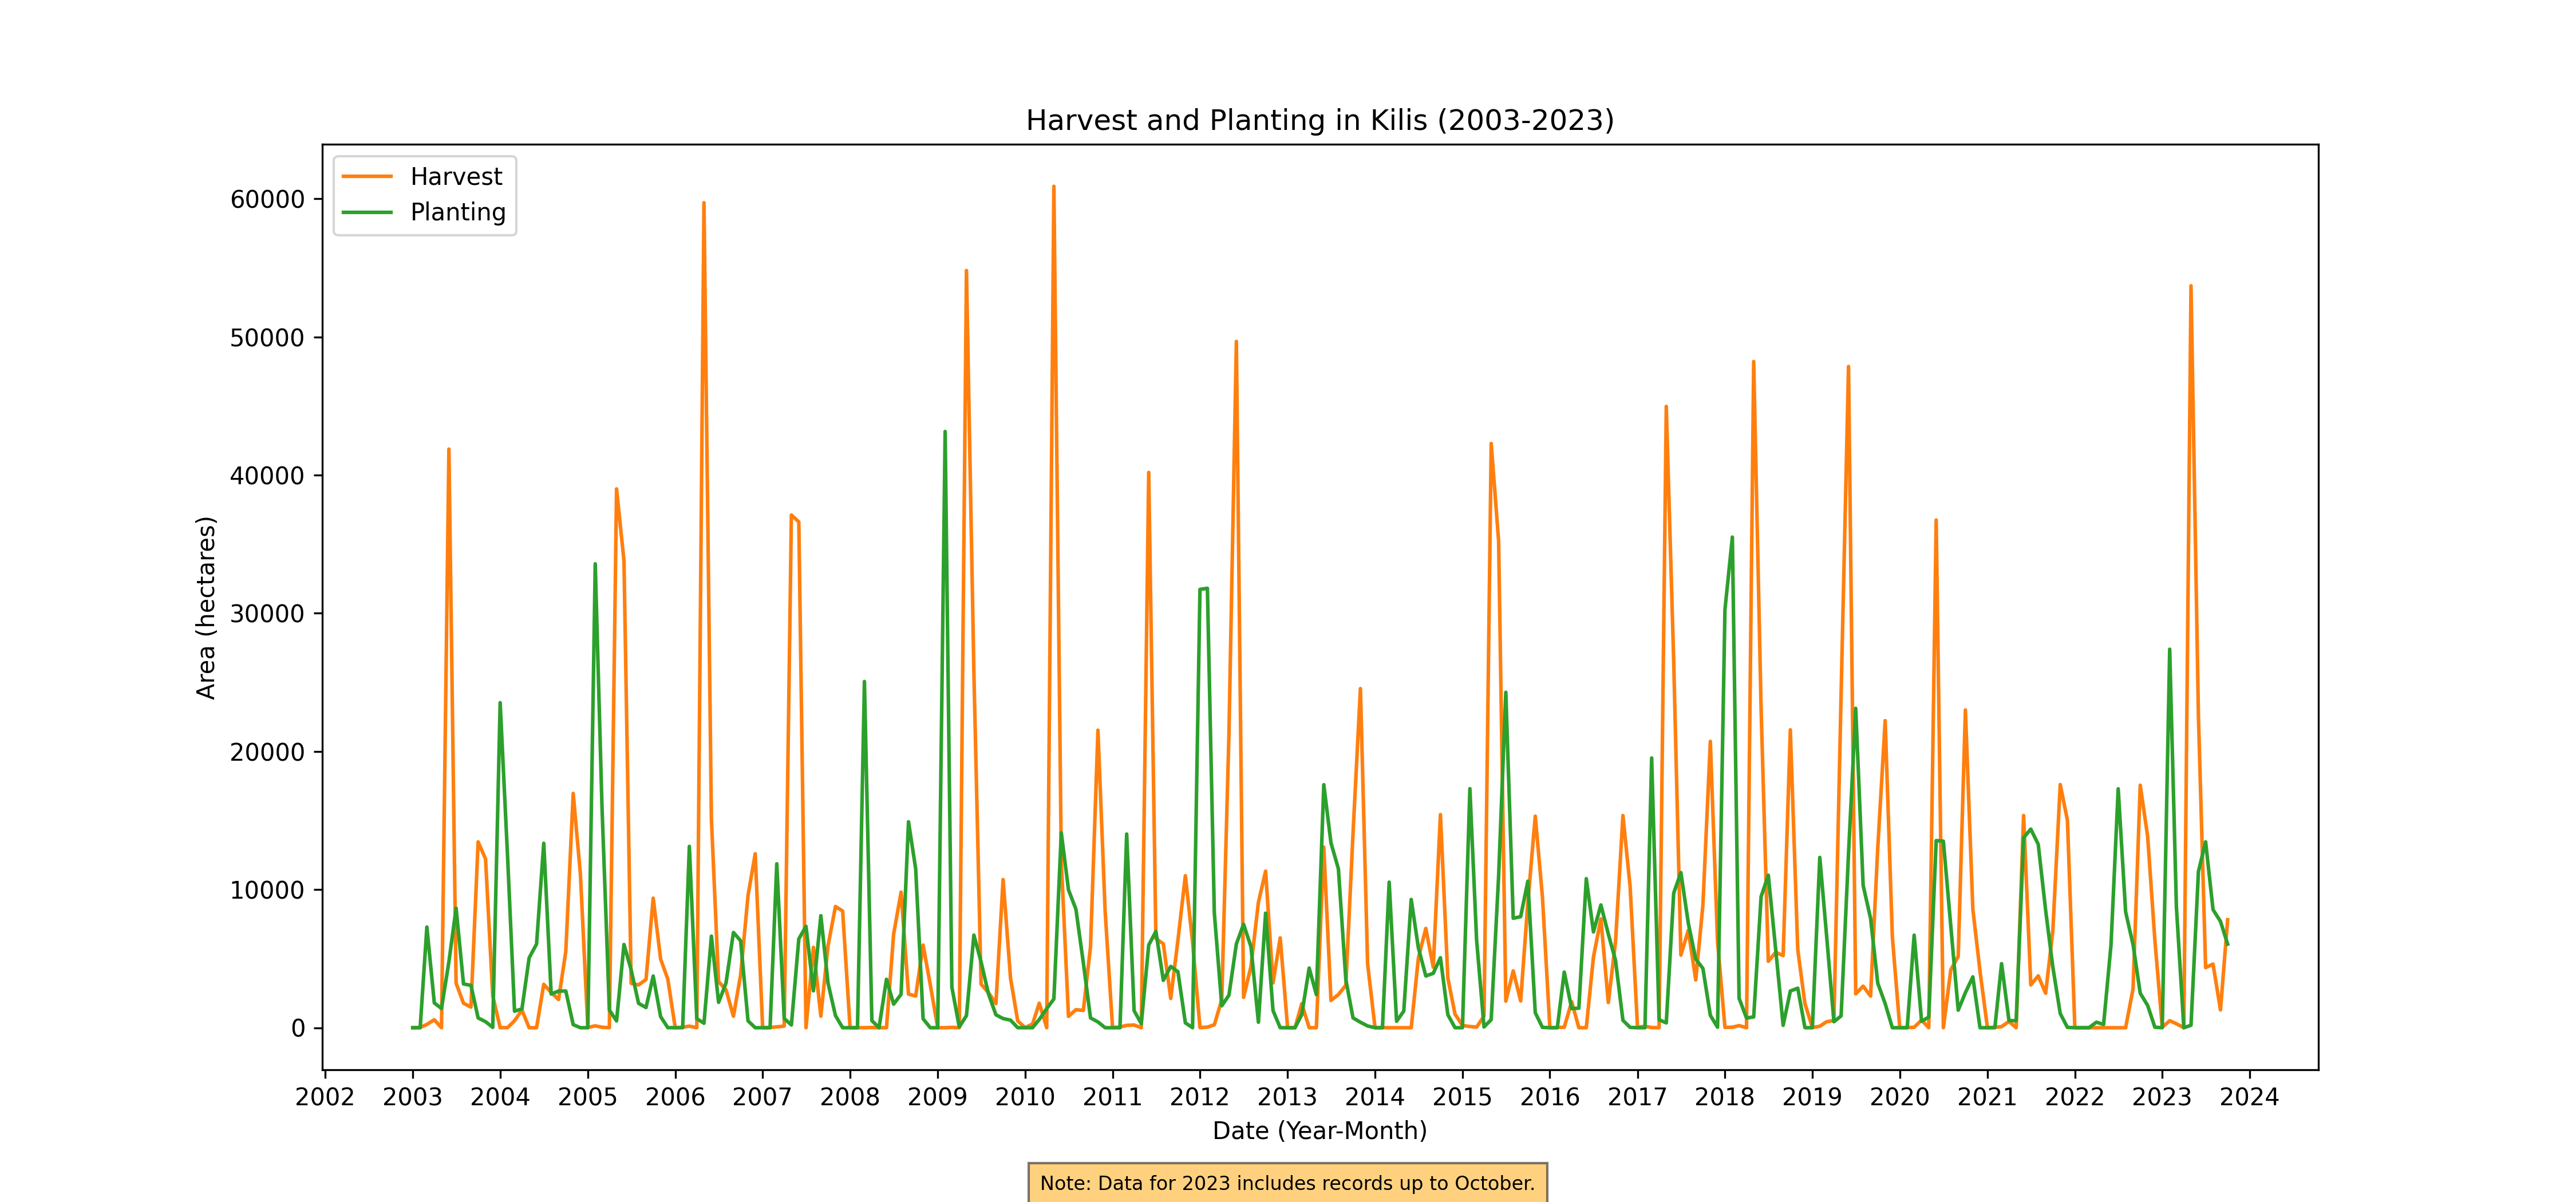 Harvest and Planting in Kilis (2003-2023)
Harvest
Planting
60000
50000
40000
30000
20000
10000
0
Area (hectares)
2002 2003 2004 2005 2006 2007 2008 2009 2010 2011 2012 2013 2014 2015 2016 2017 2018 2019 2020 2021 2022 2023 2024
Date (Year-Month)
Note: Data for 2023 includes records up to October.